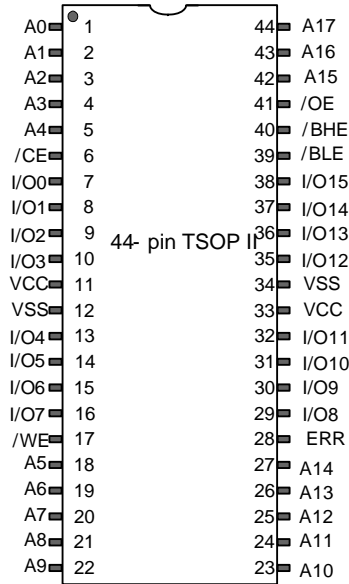 A0 1 44 A17
A1 2 43 A16
A2 3 42 A15
A3 4 41 /OE
A4 5 40 /BHE
/CE 6 39 /BLE
I/O0 7 38 I/O15
I/O1 8 37 I/O14
I/O2 9 36 I/O13
44- pin TSOP II
I/O3 10 35 I/O12
VCC 11 34 VSS
VSS 12 33 VCC
I/O4 13 32 I/O11
I/O5 14 31 I/O10
I/O6 15 30 I/O9
I/O7 16 29 I/O8
/WE 17 28 ERR
A5 18 27 A14
A6 19 26 A13
A7 20 25 A12
A8 21 24 A11
A9 22 23 A10